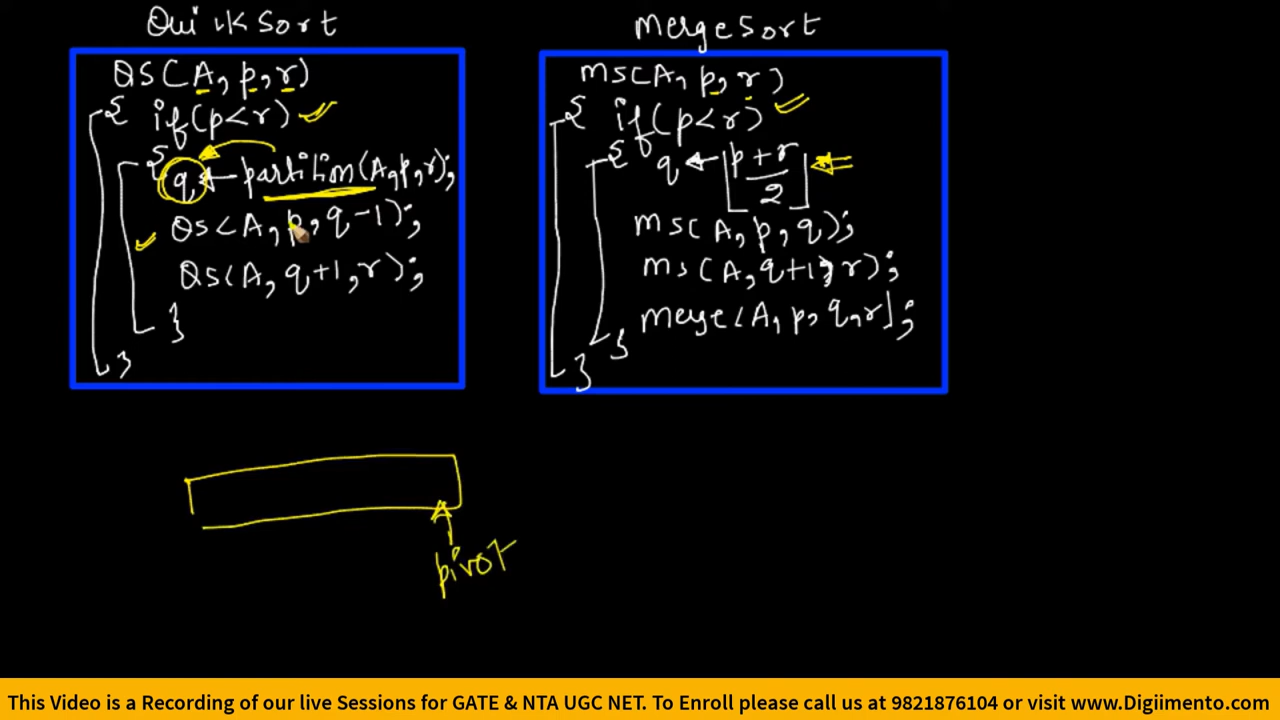 QuickSort
QS(A, p, r)
{ if(p<r)
{ q ← partition(A,p,r);
QS(A, p, q-1);
QS(A, q+1, r);
}
}
MergeSort
MS(A, p, r)
{ if(p<r)
{ q ← ⌊p+r/2⌋
MS(A, p, q);
MS(A, q+1, r);
merge(A, p, q, r);
}
}
pivot
This Video is a Recording of our live Sessions for GATE & NTA UGC NET. To Enroll please call us at 9821876104 or visit www.Digiimento.com